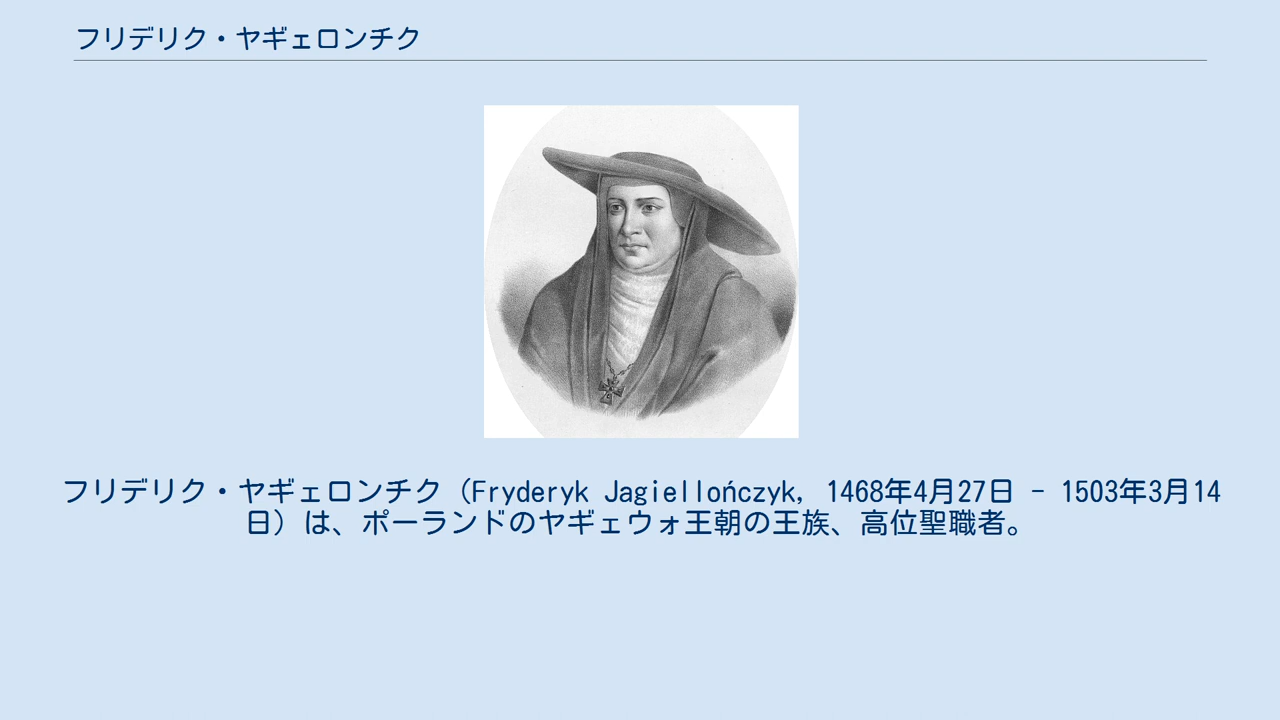 フリデリク・ヤギェロンチク
フリデリク・ヤギェロンチク（Fryderyk Jagiellończyk, 1468年4月27日 - 1503年3月14
日）は、ポーランドのヤギェウォ王朝の王族、高位聖職者。